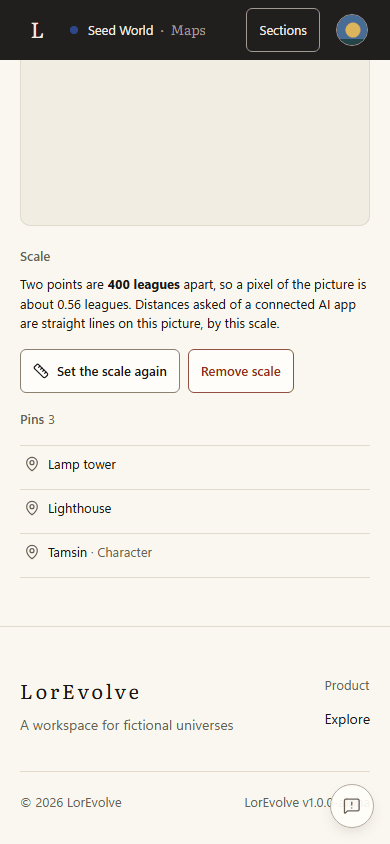 L Seed World · Maps Sections
Scale
Two points are 400 leagues apart, so a pixel of the picture is
about 0.56 leagues. Distances asked of a connected AI app
are straight lines on this picture, by this scale.
Set the scale again Remove scale
Pins 3
Lamp tower
Lighthouse
Tamsin · Character
LorEvolve Product
A workspace for fictional universes Explore
© 2026 LorEvolve LorEvolve